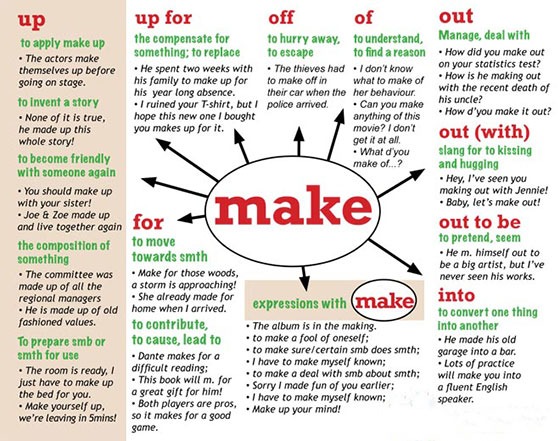 up
to apply make up
• The actors make
themselves up before
going on stage.
to invent a story
• None of it is true,
he made up this
whole story!
to become friendly
with someone again
• You should make up
with your sister!
• Joe & Zoe made up
and live together again
the composition of
something
• The committee was
made up of all the
regional managers
• He is made up of old
fashioned values.
To prepare smb or
smth for use
• The room is ready, I
just have to make up
the bed for you.
• Make yourself up,
we're leaving in 5mins!
up for
the compensate for
something; to replace
• He spent two weeks with
his family to make up for
his year long absence.
• I ruined your T-shirt, but I
hope this new one I bought
you makes up for it.
off
to hurry away,
to escape
• The thieves had
to make off in
their car when the
police arrived.
of
to understand,
to find a reason
• I don't know
what to make of
her behaviour.
• Can you make
anything of this
movie? I don't
get it at all.
• What d'you
make of...?
out
Manage, deal with
• How did you make out
on your statistics test?
• How is he making out
with the recent death of
his uncle?
• How d'you make it out?
out (with)
slang for to kissing
and hugging
• Hey, I've seen you
making out with Jennie!
• Baby, let's make out!
out to be
to pretend, seem
• He m. himself out to
be a big artist, but I've
never seen his works.
into
to convert one thing
into another
• He made his old
garage into a bar.
• Lots of practice
will make you into
a fluent English
speaker.
make
for
to move
towards smth
• Make for those woods,
a storm is approaching!
• She already made for
home when I arrived.
to contribute,
to cause, lead to
• Dante makes for a
difficult reading;
• This book will m. for
a great gift for him!
• Both players are pros,
so it makes for a good
game.
expressions with make
• The album is in the making.
• to make a fool of oneself;
• to make sure/certain smb does smth;
• I have to make myself known;
• to make a deal with smb about smth;
• Sorry I made fun of you earlier;
• I have to make myself known;
• Make up your mind!